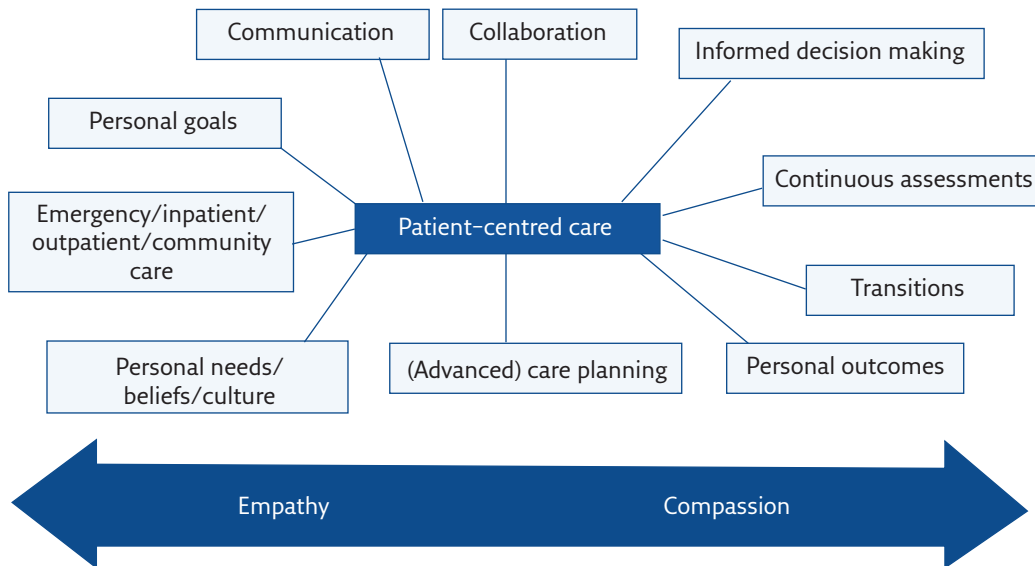 Communication
Collaboration
Informed decision making
Personal goals
Continuous assessments
Emergency/inpatient/
outpatient/community
care
Patient-centred care
Transitions
Personal needs/
beliefs/culture
(Advanced) care planning
Personal outcomes
Empathy
Compassion